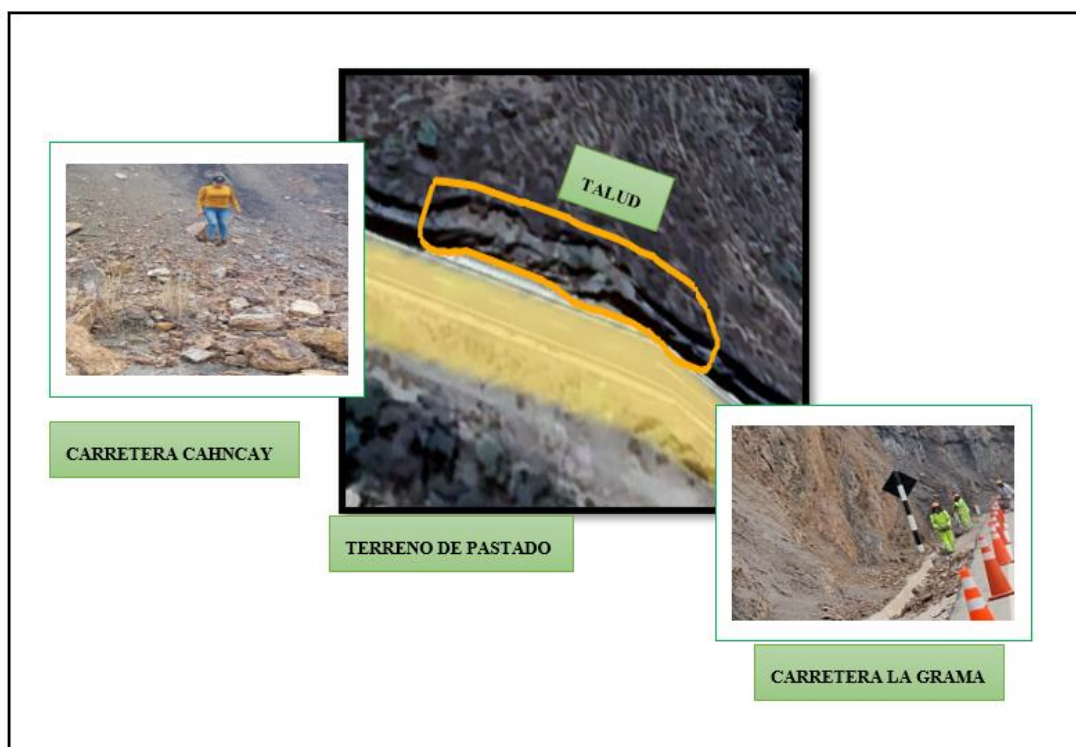 TALUD
CARRETERA CAHNCAY
TERRENO DE PASTADO
CARRETERA LA GRAMA